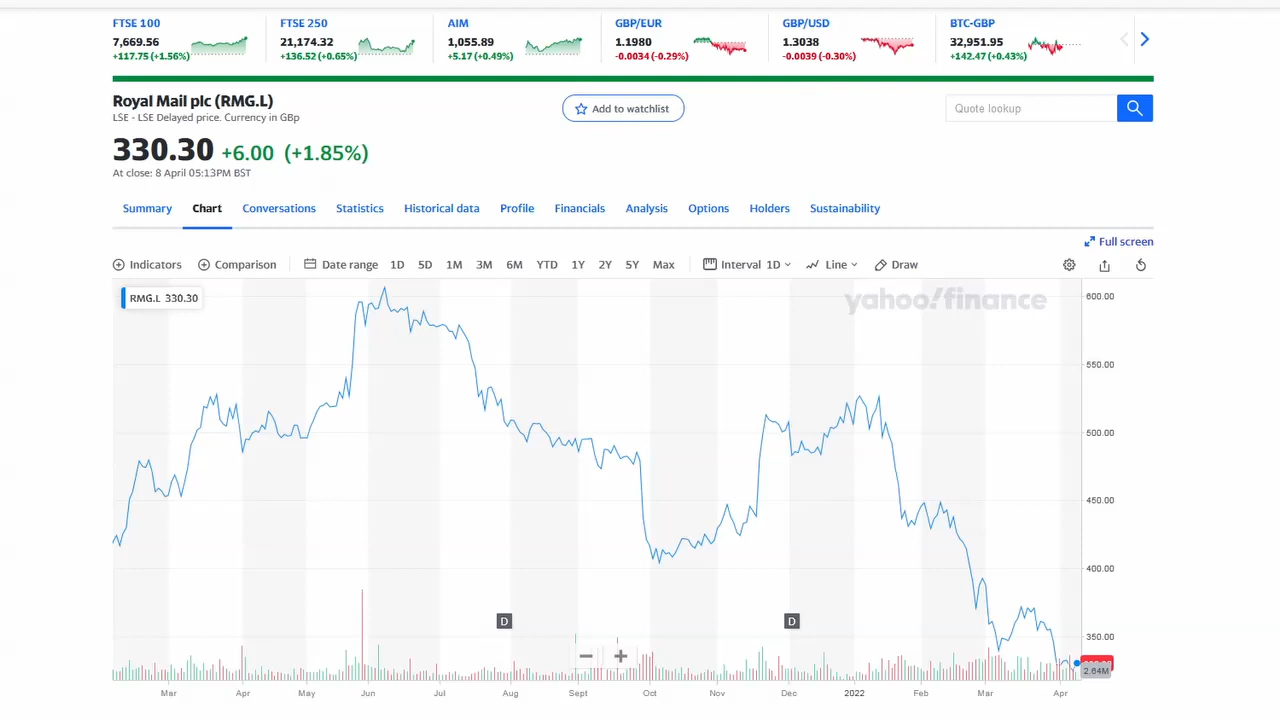 FTSE 100 FTSE 250 AIM GBP/EUR GBP/USD BTC-GBP
7,669.56 21,174.32 1,055.89 1.1980 1.3038 32,951.95
+117.75 (+1.56%) +136.52 (+0.65%) +5.17 (+0.49%) -0.0034 (-0.29%) -0.0039 (-0.30%) +142.47 (+0.43%)
Royal Mail plc (RMG.L)
LSE - LSE Delayed price. Currency in GBp
Add to watchlist
Quote lookup
330.30 +6.00 (+1.85%)
At close: 8 April 05:13PM BST
Summary Chart Conversations Statistics Historical data Profile Financials Analysis Options Holders Sustainability
Full screen
Indicators Comparison Date range 1D 5D 1M 3M 6M YTD 1Y 2Y 5Y Max Interval 1D Line Draw
RMG.L 330.30
yahoo!finance
600.00
550.00
500.00
450.00
400.00
D D
350.00
2.64M
Mar Apr May Jun Jul Aug Sept Oct Nov Dec 2022 Feb Mar Apr